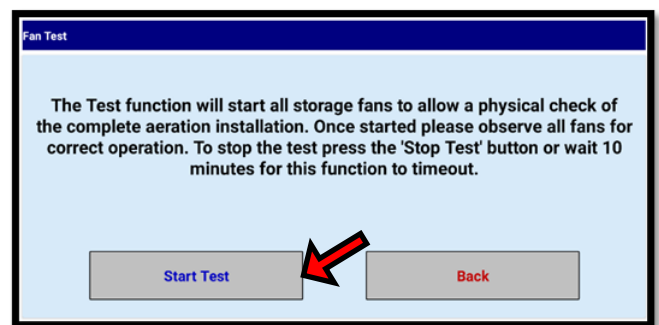 Fan Test
The Test function will start all storage fans to allow a physical check of
the complete aeration installation. Once started please observe all fans for
correct operation. To stop the test press the 'Stop Test' button or wait 10
minutes for this function to timeout.
Start Test
Back